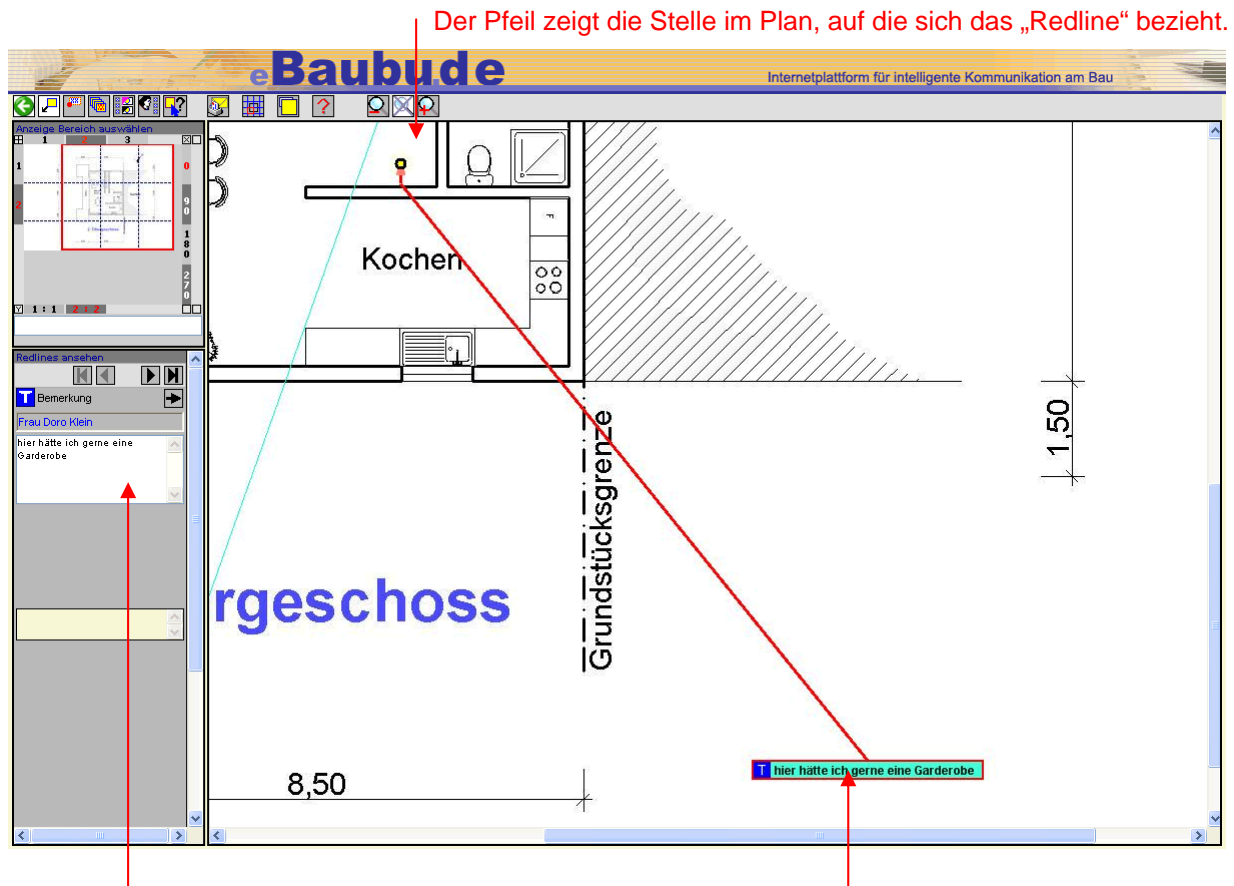 Der Pfeil zeigt die Stelle im Plan, auf die sich das „Redline“ bezieht.
eBaubude
Internetplattform für intelligente Kommunikation am Bau
Anzeige Bereich auswählen
1 2 3
1
2
0
90
180
270
1:1 2:2
Redlines ansehen
T Bemerkung
Frau Doro Klein
hier hätte ich gerne eine
Garderobe
Kochen
F
1,50
Grundstücksgrenze
rgeschoss
8,50
T hier hätte ich gerne eine Garderobe